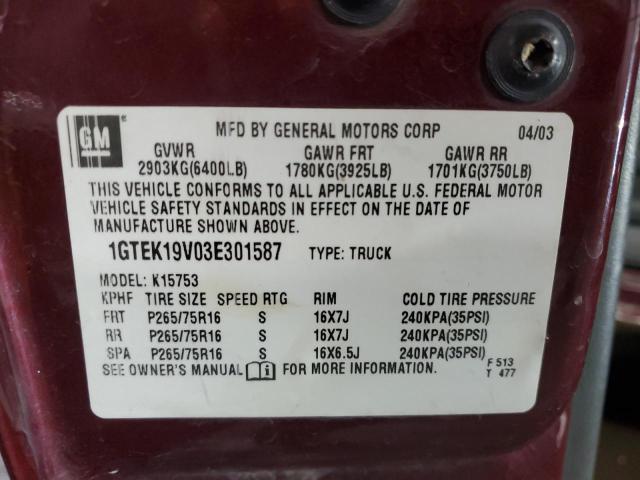 GM
MFD BY GENERAL MOTORS CORP 04/03
GVWR GAWR FRT GAWR RR
2903KG(6400LB) 1780KG(3925LB) 1701KG(3750LB)
THIS VEHICLE CONFORMS TO ALL APPLICABLE U.S. FEDERAL MOTOR
VEHICLE SAFETY STANDARDS IN EFFECT ON THE DATE OF
MANUFACTURE SHOWN ABOVE.
1GTEK19V03E301587 TYPE: TRUCK
MODEL: K15753
KPHF TIRE SIZE SPEED RTG RIM COLD TIRE PRESSURE
FRT P265/75R16 S 16X7J 240KPA(35PSI)
RR P265/75R16 S 16X7J 240KPA(35PSI)
SPA P265/75R16 S 16X6.5J 240KPA(35PSI)
SEE OWNER'S MANUAL FOR MORE INFORMATION. F 513
T 477